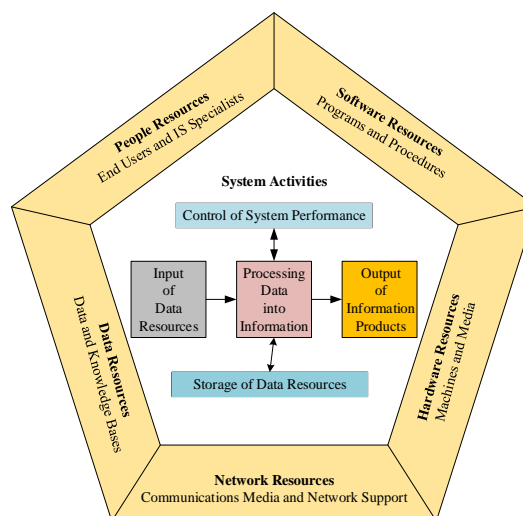 People Resources
End Users and IS Specialists
Software Resources
Programs and Procedures
System Activities
Control of System Performance
Input
of
Data
Resources
Processing
Data
into
Information
Output
of
Information
Products
Storage of Data Resources
Data Resources
Data and Knowledge Bases
Hardware Resources
Machines and Media
Network Resources
Communications Media and Network Support